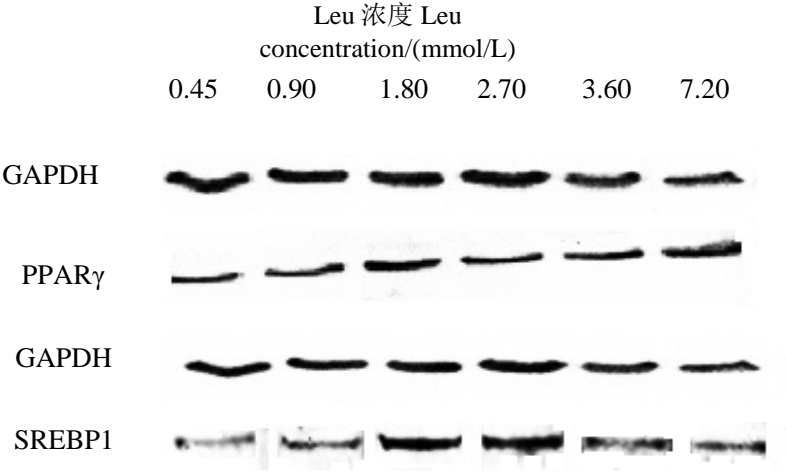 Leu 浓度 Leu
concentration/(mmol/L)
0.45 0.90 1.80 2.70 3.60 7.20
GAPDH
PPARγ
GAPDH
SREBP1